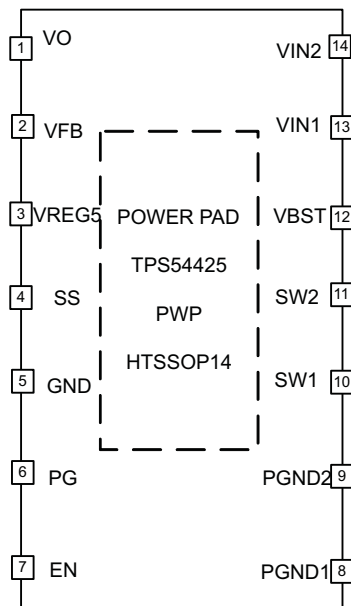 1 VO
VIN2 14
2 VFB
VIN1 13
3 VREG5
POWER PAD
VBST 12
TPS54425
4 SS
SW2 11
PWP
HTSSOP14
5 GND
SW1 10
6 PG
PGND2 9
7 EN
PGND1 8